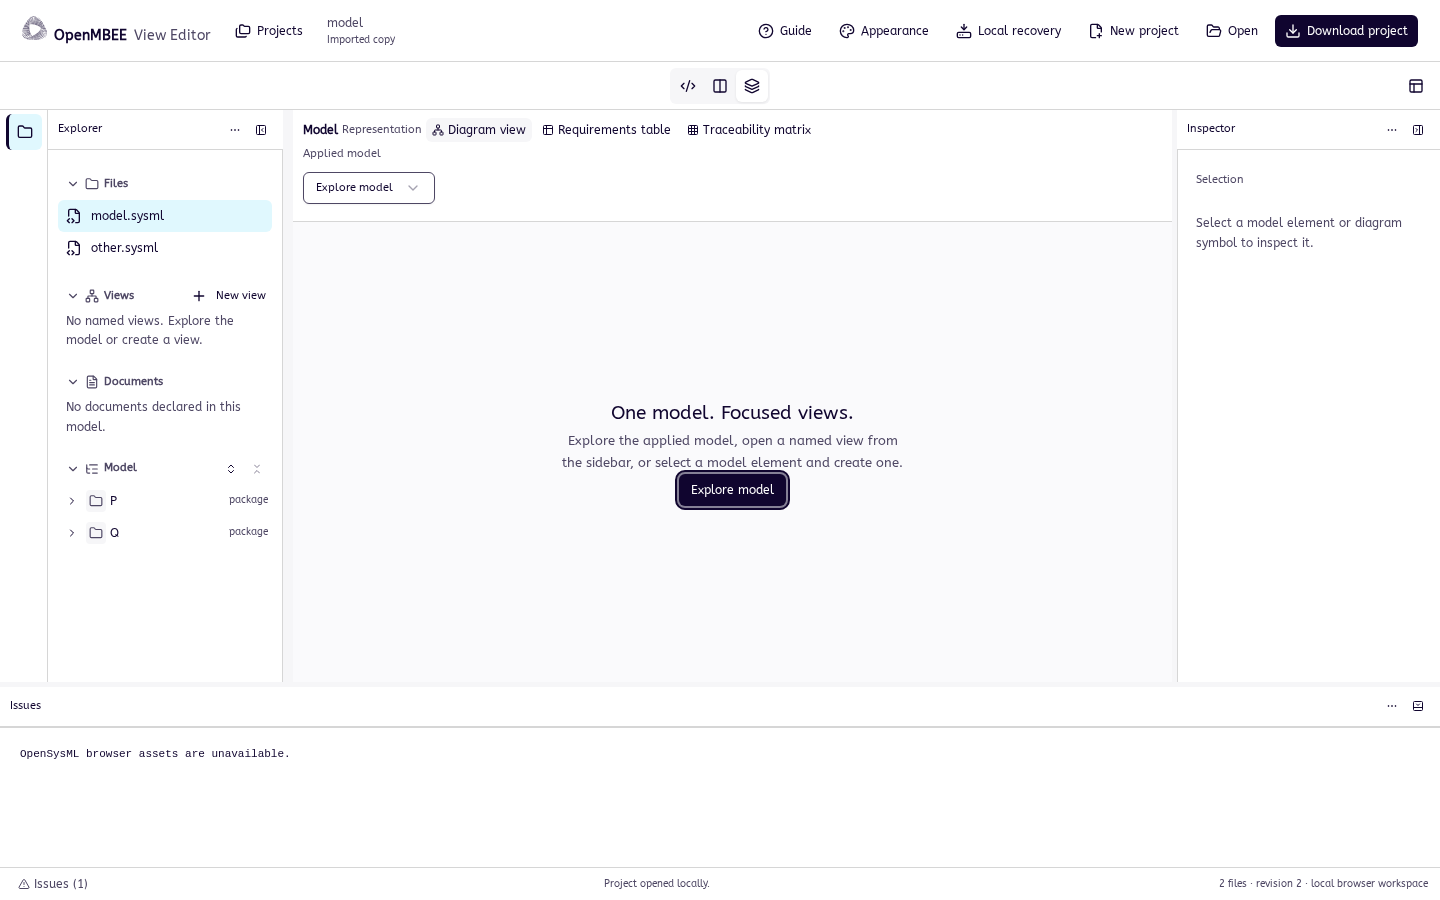 OpenMBEE View Editor
Projects
model
Imported copy
Guide
Appearance
Local recovery
New project
Open
Download project
Explorer
Files
model.sysml
other.sysml
Views
New view
No named views. Explore the
model or create a view.
Documents
No documents declared in this
model.
Model
P package
Q package
Model Representation Diagram view Requirements table Traceability matrix
Applied model
Explore model
One model. Focused views.
Explore the applied model, open a named view from
the sidebar, or select a model element and create one.
Explore model
Inspector
Selection
Select a model element or diagram
symbol to inspect it.
Issues
OpenSysML browser assets are unavailable.
Issues (1)
Project opened locally.
2 files · revision 2 · local browser workspace